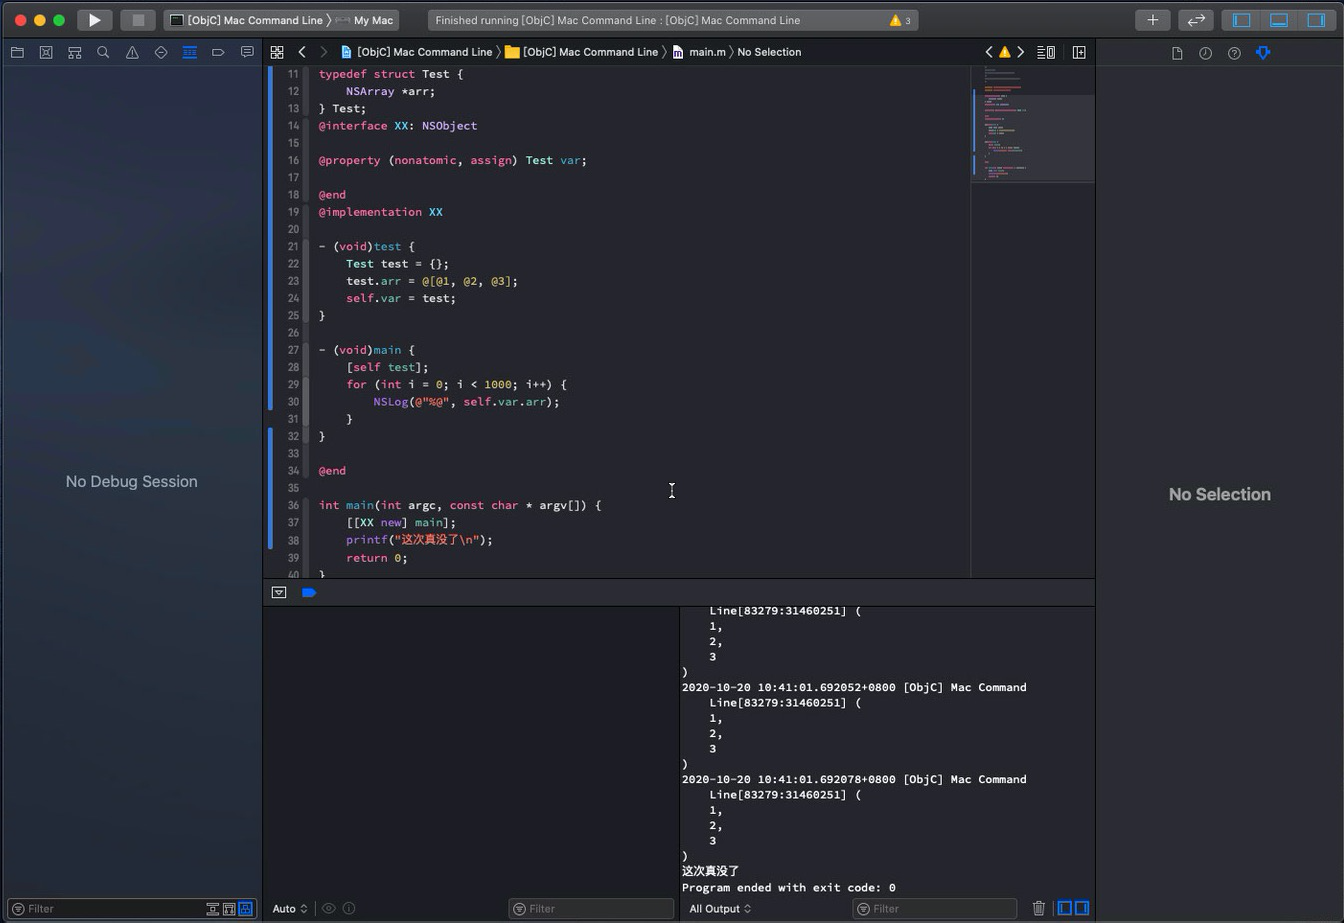 [ObjC] Mac Command Line
My Mac
Finished running [ObjC] Mac Command Line : [ObjC] Mac Command Line
3
[ObjC] Mac Command Line
[ObjC] Mac Command Line
main.m
No Selection
11 typedef struct Test {
12 NSArray *arr;
13 } Test;
14 @interface XX: NSObject
15
16 @property (nonatomic, assign) Test var;
17
18 @end
19 @implementation XX
20
21 - (void)test {
22 Test test = {};
23 test.arr = @[@1, @2, @3];
24 self.var = test;
25 }
26
27 - (void)main {
28 [self test];
29 for (int i = 0; i < 1000; i++) {
30 NSLog(@"%@", self.var.arr);
31 }
32 }
33
34 @end
35
36 int main(int argc, const char * argv[]) {
37 [[XX new] main];
38 printf("这次真没了\n");
39 return 0;
40 }
No Debug Session
No Selection
Line[83279:31460251] (
1,
2,
3
)
2020-10-20 10:41:01.692052+0800 [ObjC] Mac Command
Line[83279:31460251] (
1,
2,
3
)
2020-10-20 10:41:01.692078+0800 [ObjC] Mac Command
Line[83279:31460251] (
1,
2,
3
)
这次真没了
Program ended with exit code: 0
Filter
Auto
Filter
All Output
Filter